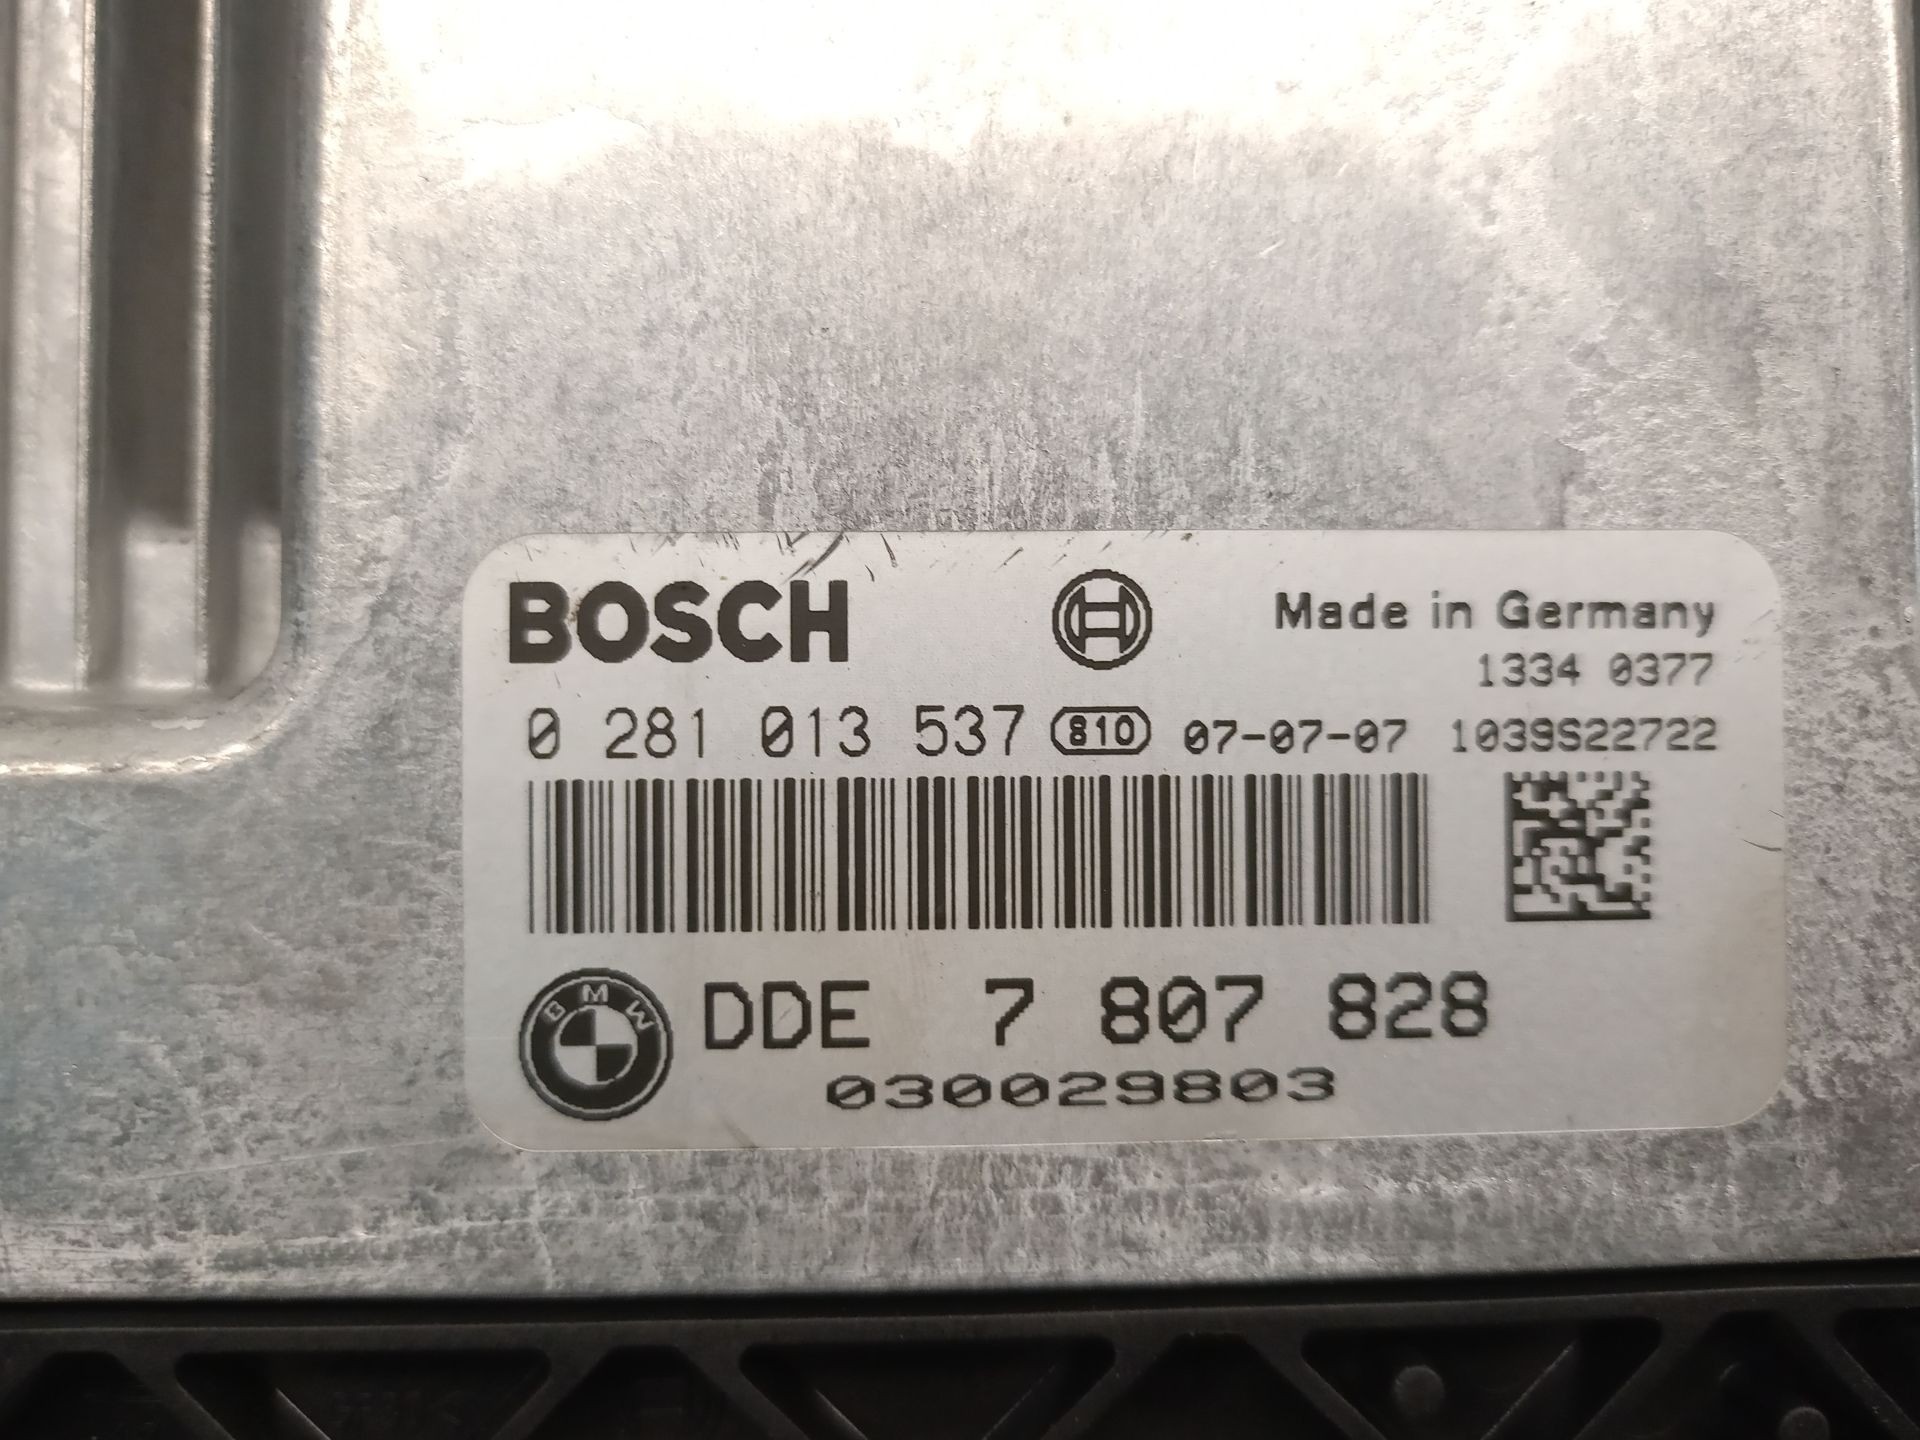 BOSCH
Made in Germany
1334 0377
0 281 013 537 810 07-07-07 1039S22722
BMW DDE 7 807 828
030029803